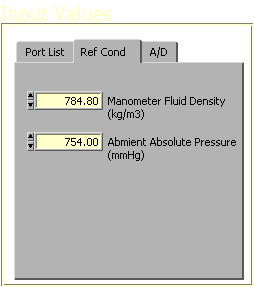 Input Values
Port List Ref Cond A/D
784.80 Manometer Fluid Density
(kg/m3)
754.00 Abmient Absolute Pressure
(mmHg)